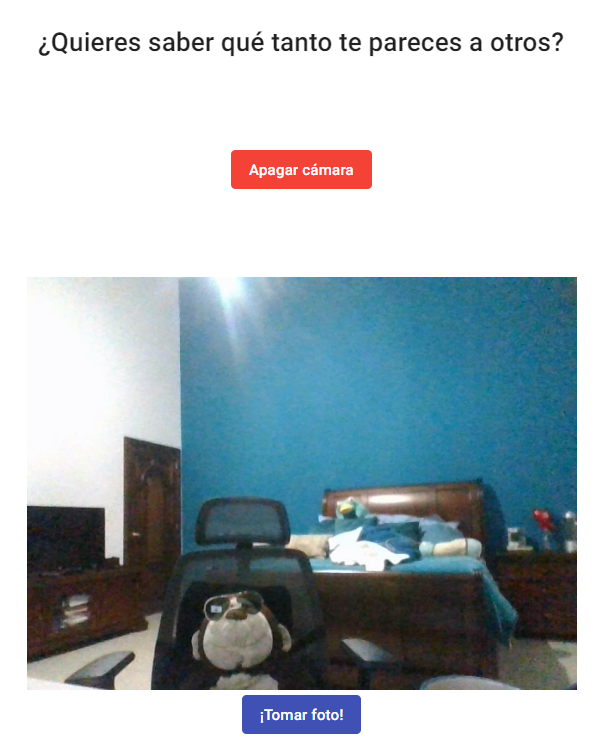 ¿Quieres saber qué tanto te pareces a otros?
Apagar cámara
¡Tomar foto!